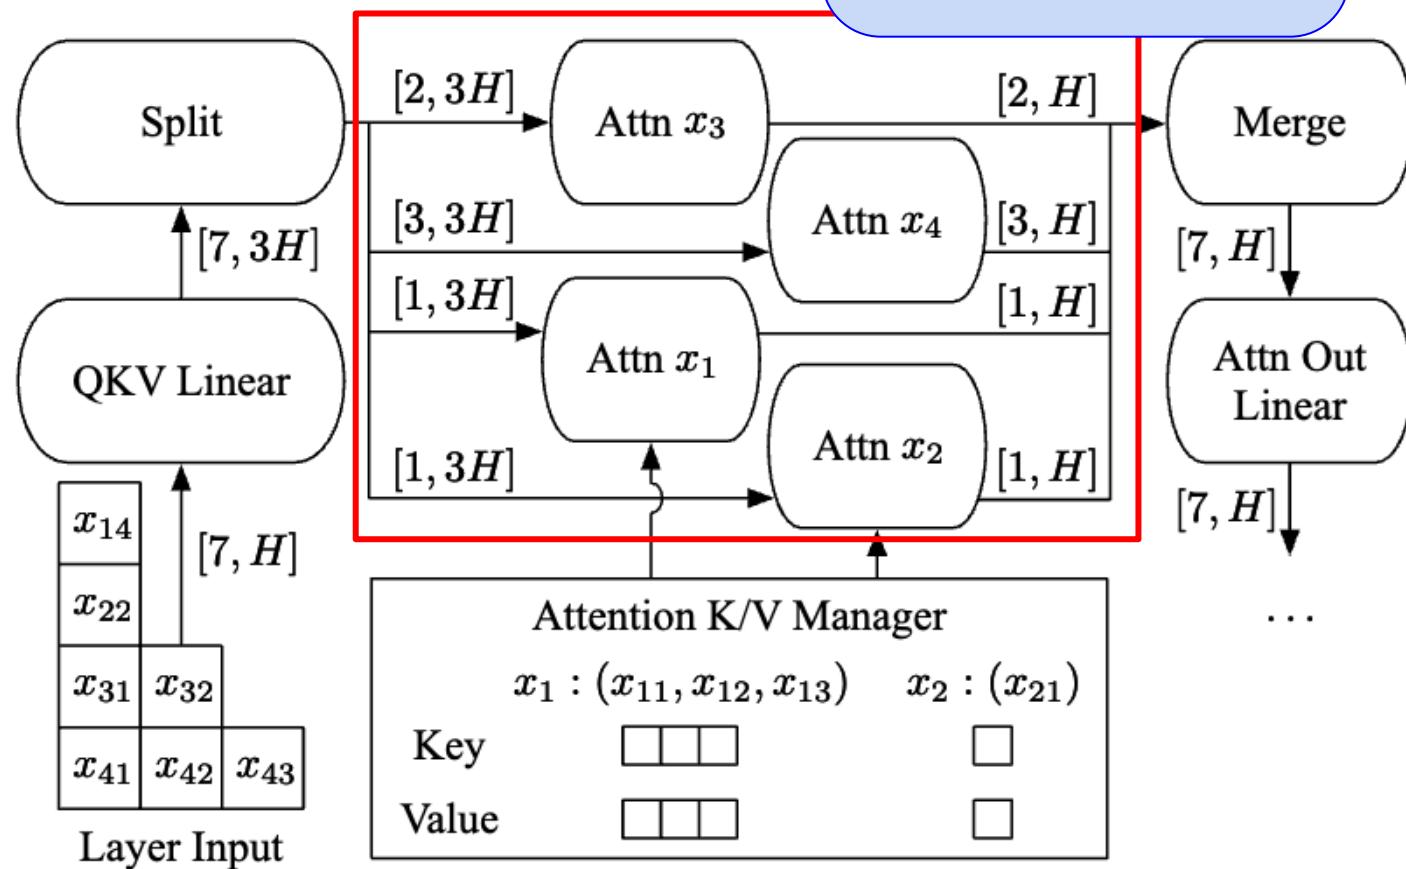 Split
[2, 3H]
Attn x₃
[2, H]
Merge
[7, 3H]
[3, 3H]
Attn x₄
[3, H]
[7, H]
QKV Linear
[1, 3H]
Attn x₁
[1, H]
Attn Out
Linear
[1, 3H]
Attn x₂
[1, H]
[7, H]
x₁₄
[7, H]
x₂₂
x₃₁ x₃₂
x₄₁ x₄₂ x₄₃
Layer Input
Attention K/V Manager
x₁ : (x₁₁, x₁₂, x₁₃) x₂ : (x₂₁)
Key
Value
...